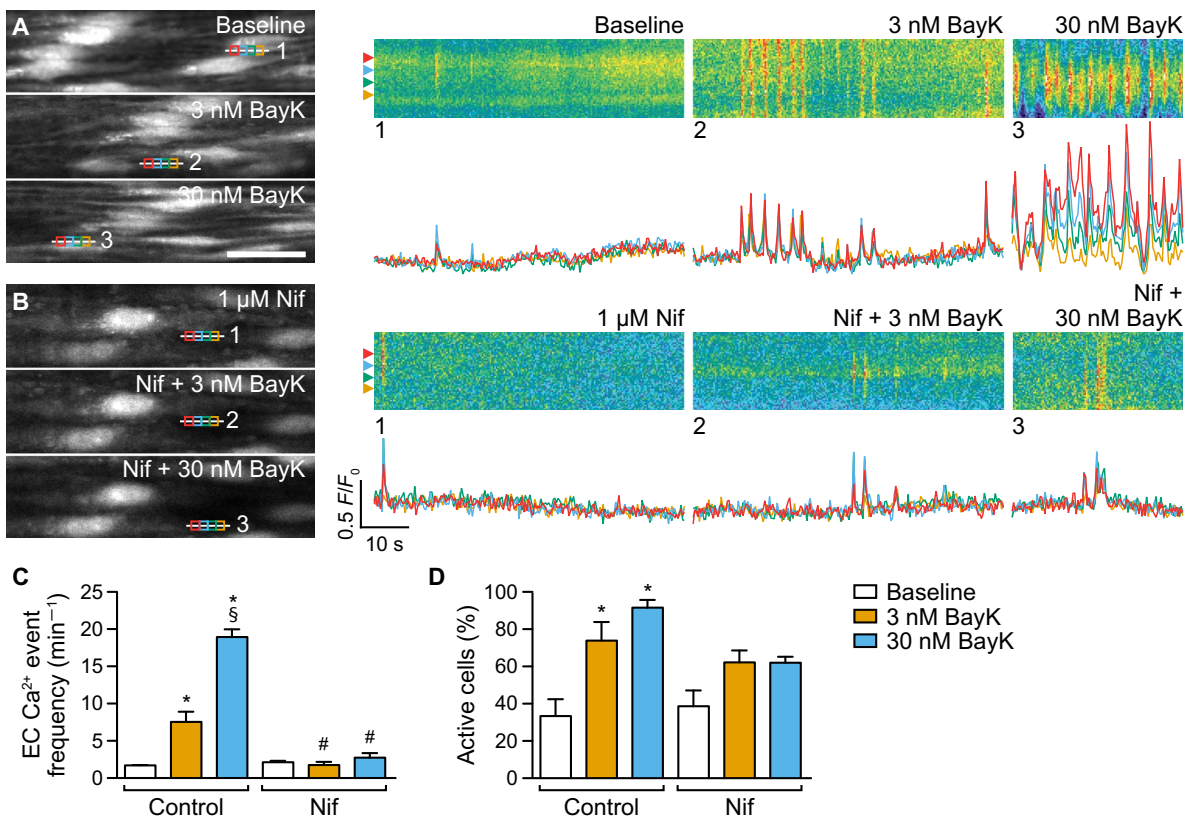 A
Baseline
1
3 nM BayK
2
30 nM BayK
3
Baseline
3 nM BayK
30 nM BayK
1
2
3
B
1 µM Nif
1
Nif + 3 nM BayK
2
Nif + 30 nM BayK
3
1 µM Nif
Nif + 3 nM BayK
Nif +
30 nM BayK
1
2
3
0.5 F/F₀
10 s
C
EC Ca²⁺ event
frequency (min⁻¹)
25
20
15
10
5
0
*
*
§
#
#
Control
Nif
D
Active cells (%)
100
80
60
40
20
0
*
*
Control
Nif
Baseline
3 nM BayK
30 nM BayK